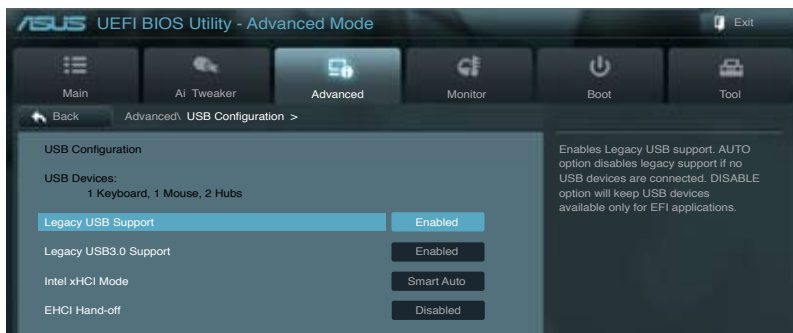 ASUS UEFI BIOS Utility - Advanced Mode
Exit
Main
Ai Tweaker
Advanced
Monitor
Boot
Tool
Back
Advanced\ USB Configuration >
USB Configuration
USB Devices:
1 Keyboard, 1 Mouse, 2 Hubs
Legacy USB Support Enabled
Legacy USB3.0 Support Enabled
Intel xHCI Mode Smart Auto
EHCI Hand-off Disabled
Enables Legacy USB support. AUTO
option disables legacy support if no
USB devices are connected. DISABLE
option will keep USB devices
available only for EFI applications.